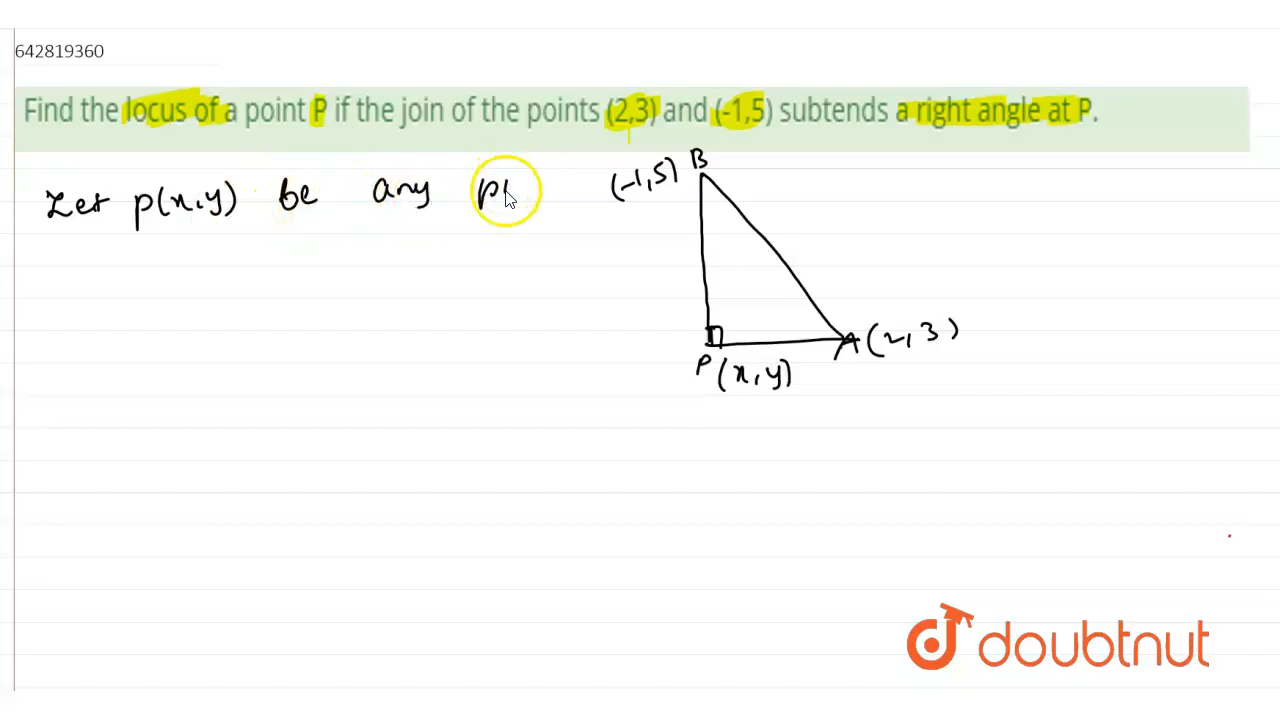 642819360
Find the locus of a point P if the join of the points (2,3) and (-1,5) subtends a right angle at P.
Let p(x,y) be any
(-1,5) B
A (2,3)
P (x,y)
doubtnut